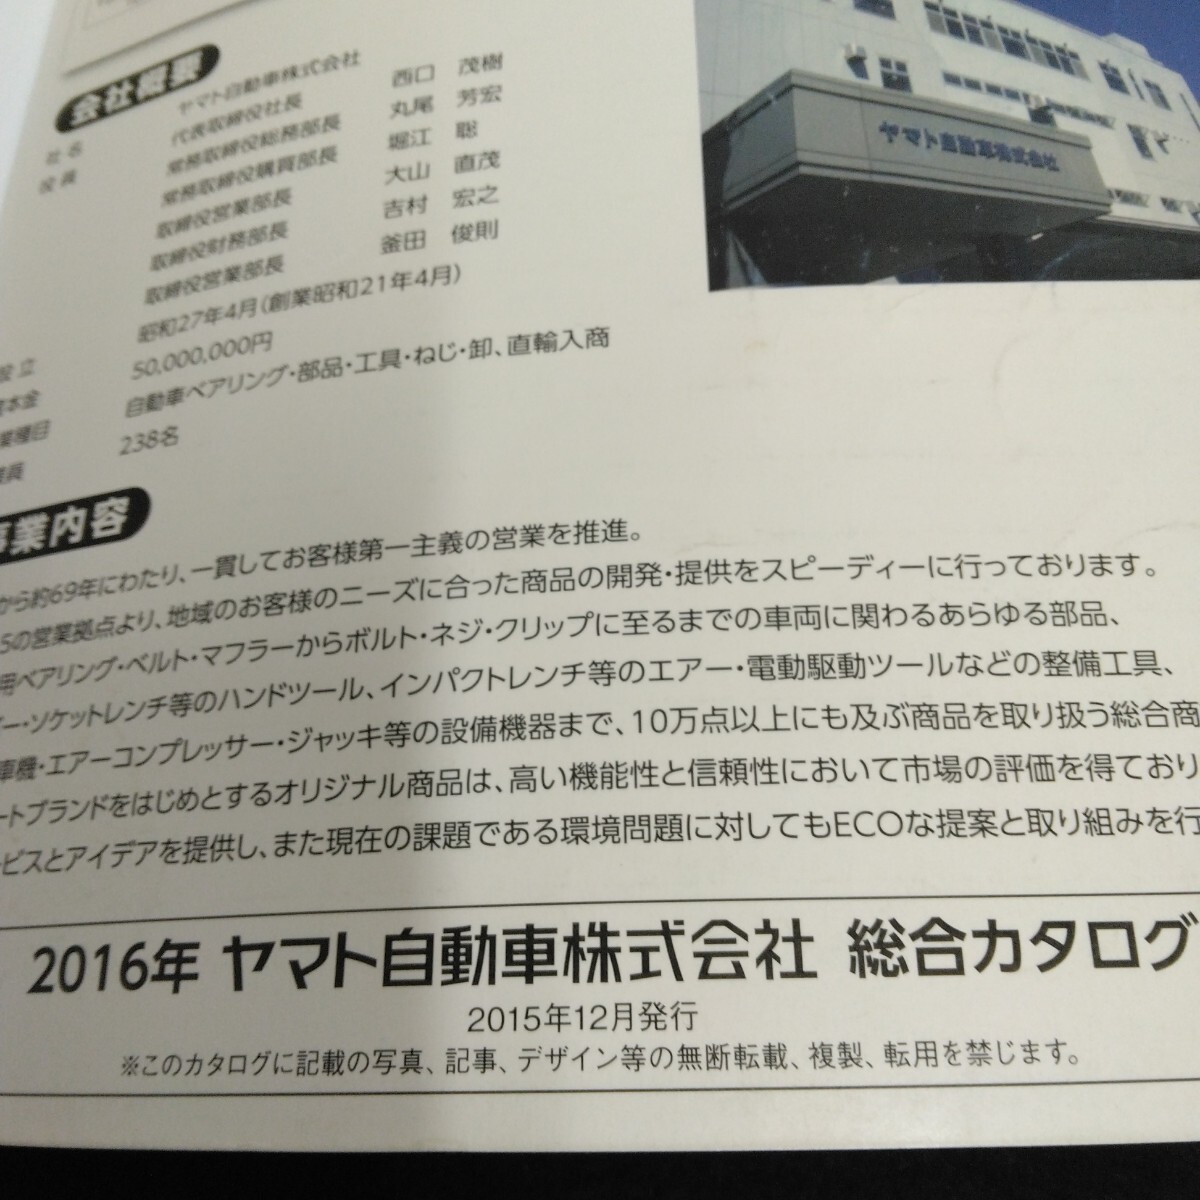 会社概要
社名 ヤマト自動車株式会社
役員 代表取締役社長 西口 茂樹
常務取締役総務部長 丸尾 芳宏
常務取締役購買部長 堀江 聡
取締役営業部長 大山 直茂
取締役財務部長 吉村 宏之
取締役営業部長 釜田 俊則
設立 昭和27年4月(創業昭和21年4月)
本金 50,000,000円
業種目 自動車ベアリング・部品・工具・ねじ・卸、直輸入商
員 238名
事業内容
から約69年にわたり、一貫してお客様第一主義の営業を推進。
5の営業拠点より、地域のお客様のニーズに合った商品の開発・提供をスピーディーに行っております。
用ベアリング・ベルト・マフラーからボルト・ネジ・クリップに至るまでの車両に関わるあらゆる部品、
ー・ソケットレンチ等のハンドツール、インパクトレンチ等のエアー・電動駆動ツールなどの整備工具、
車機・エアーコンプレッサー・ジャッキ等の設備機器まで、10万点以上にも及ぶ商品を取り扱う総合商
ートブランドをはじめとするオリジナル商品は、高い機能性と信頼性において市場の評価を得ており
ービスとアイデアを提供し、また現在の課題である環境問題に対してもECOな提案と取り組みを行
2016年 ヤマト自動車株式会社 総合カタログ
2015年12月発行
※このカタログに記載の写真、記事、デザイン等の無断転載、複製、転用を禁じます。
ヤマト自動車株式会社